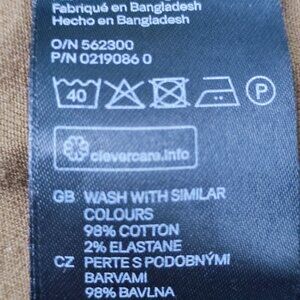 Fabriqué en Bangladesh
Hecho en Bangladesh
O/N 562300
P/N 0219086 0
40
P
clevercare.info
GB WASH WITH SIMILAR
COLOURS
98% COTTON
2% ELASTANE
CZ PERTE S PODOBNÝMI
BARVAMI
98% BAVLNA